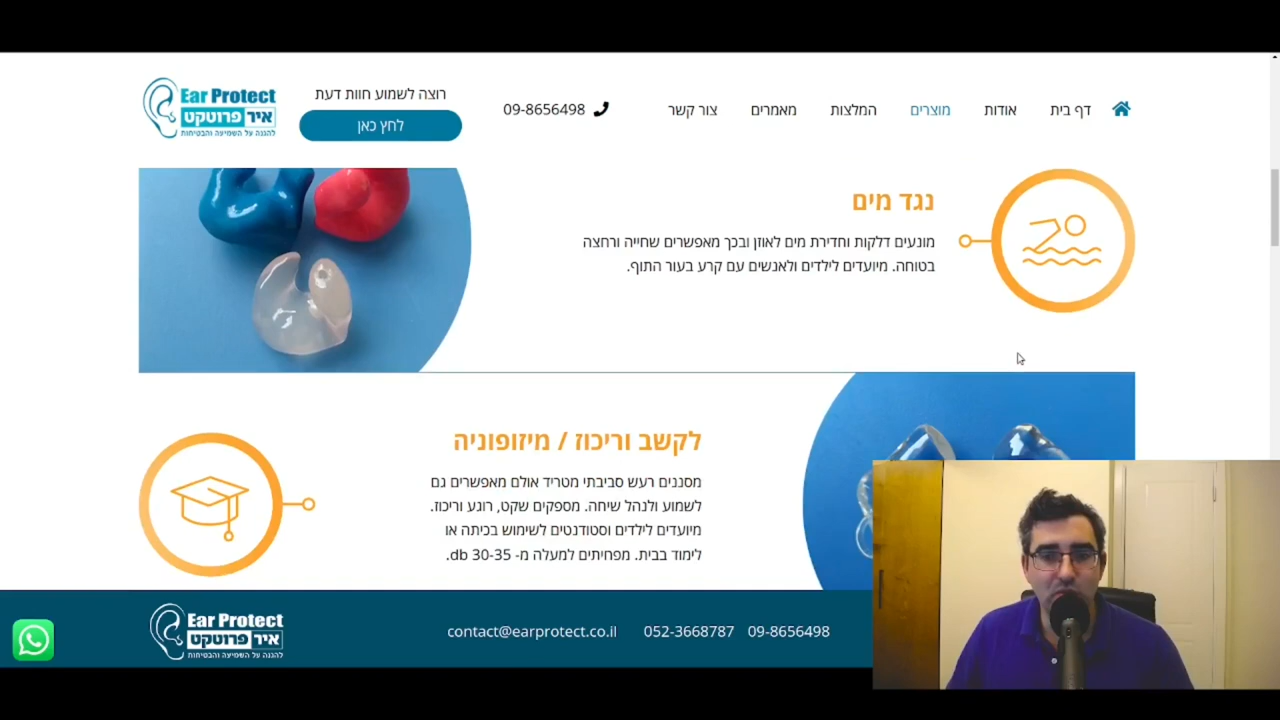 דף בית
אודות
מוצרים
המלצות
מאמרים
צור קשר
09-8656498
רוצה לשמוע חוות דעת
לחץ כאן
Ear Protect
איר פרוטקט
להגנה על השמיעה והבטיחות
נגד מים
מונעים דלקות וחדירת מים לאוזן ובכך מאפשרים שחייה ורחצה
בטוחה. מיועדים לילדים ולאנשים עם קרע בעור התוף.
לקשב וריכוז / מיזופוניה
מסננים רעש סביבתי מטריד אולם מאפשרים גם
לשמוע ולנהל שיחה. מספקים שקט, רוגע וריכוז.
מיועדים לילדים וסטודנטים לשימוש בכיתה או
לימוד בבית. מפחיתים למעלה מ- 30-35 db.
09-8656498
052-3668787
contact@earprotect.co.il
Ear Protect
איר פרוטקט
להגנה על השמיעה והבטיחות